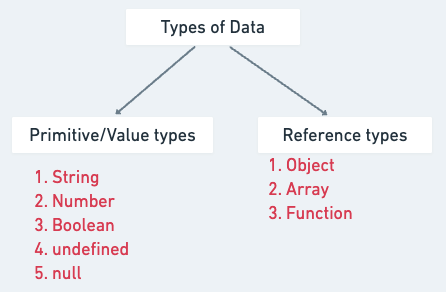 Types of Data
Primitive/Value types
1. String
2. Number
3. Boolean
4. undefined
5. null
Reference types
1. Object
2. Array
3. Function